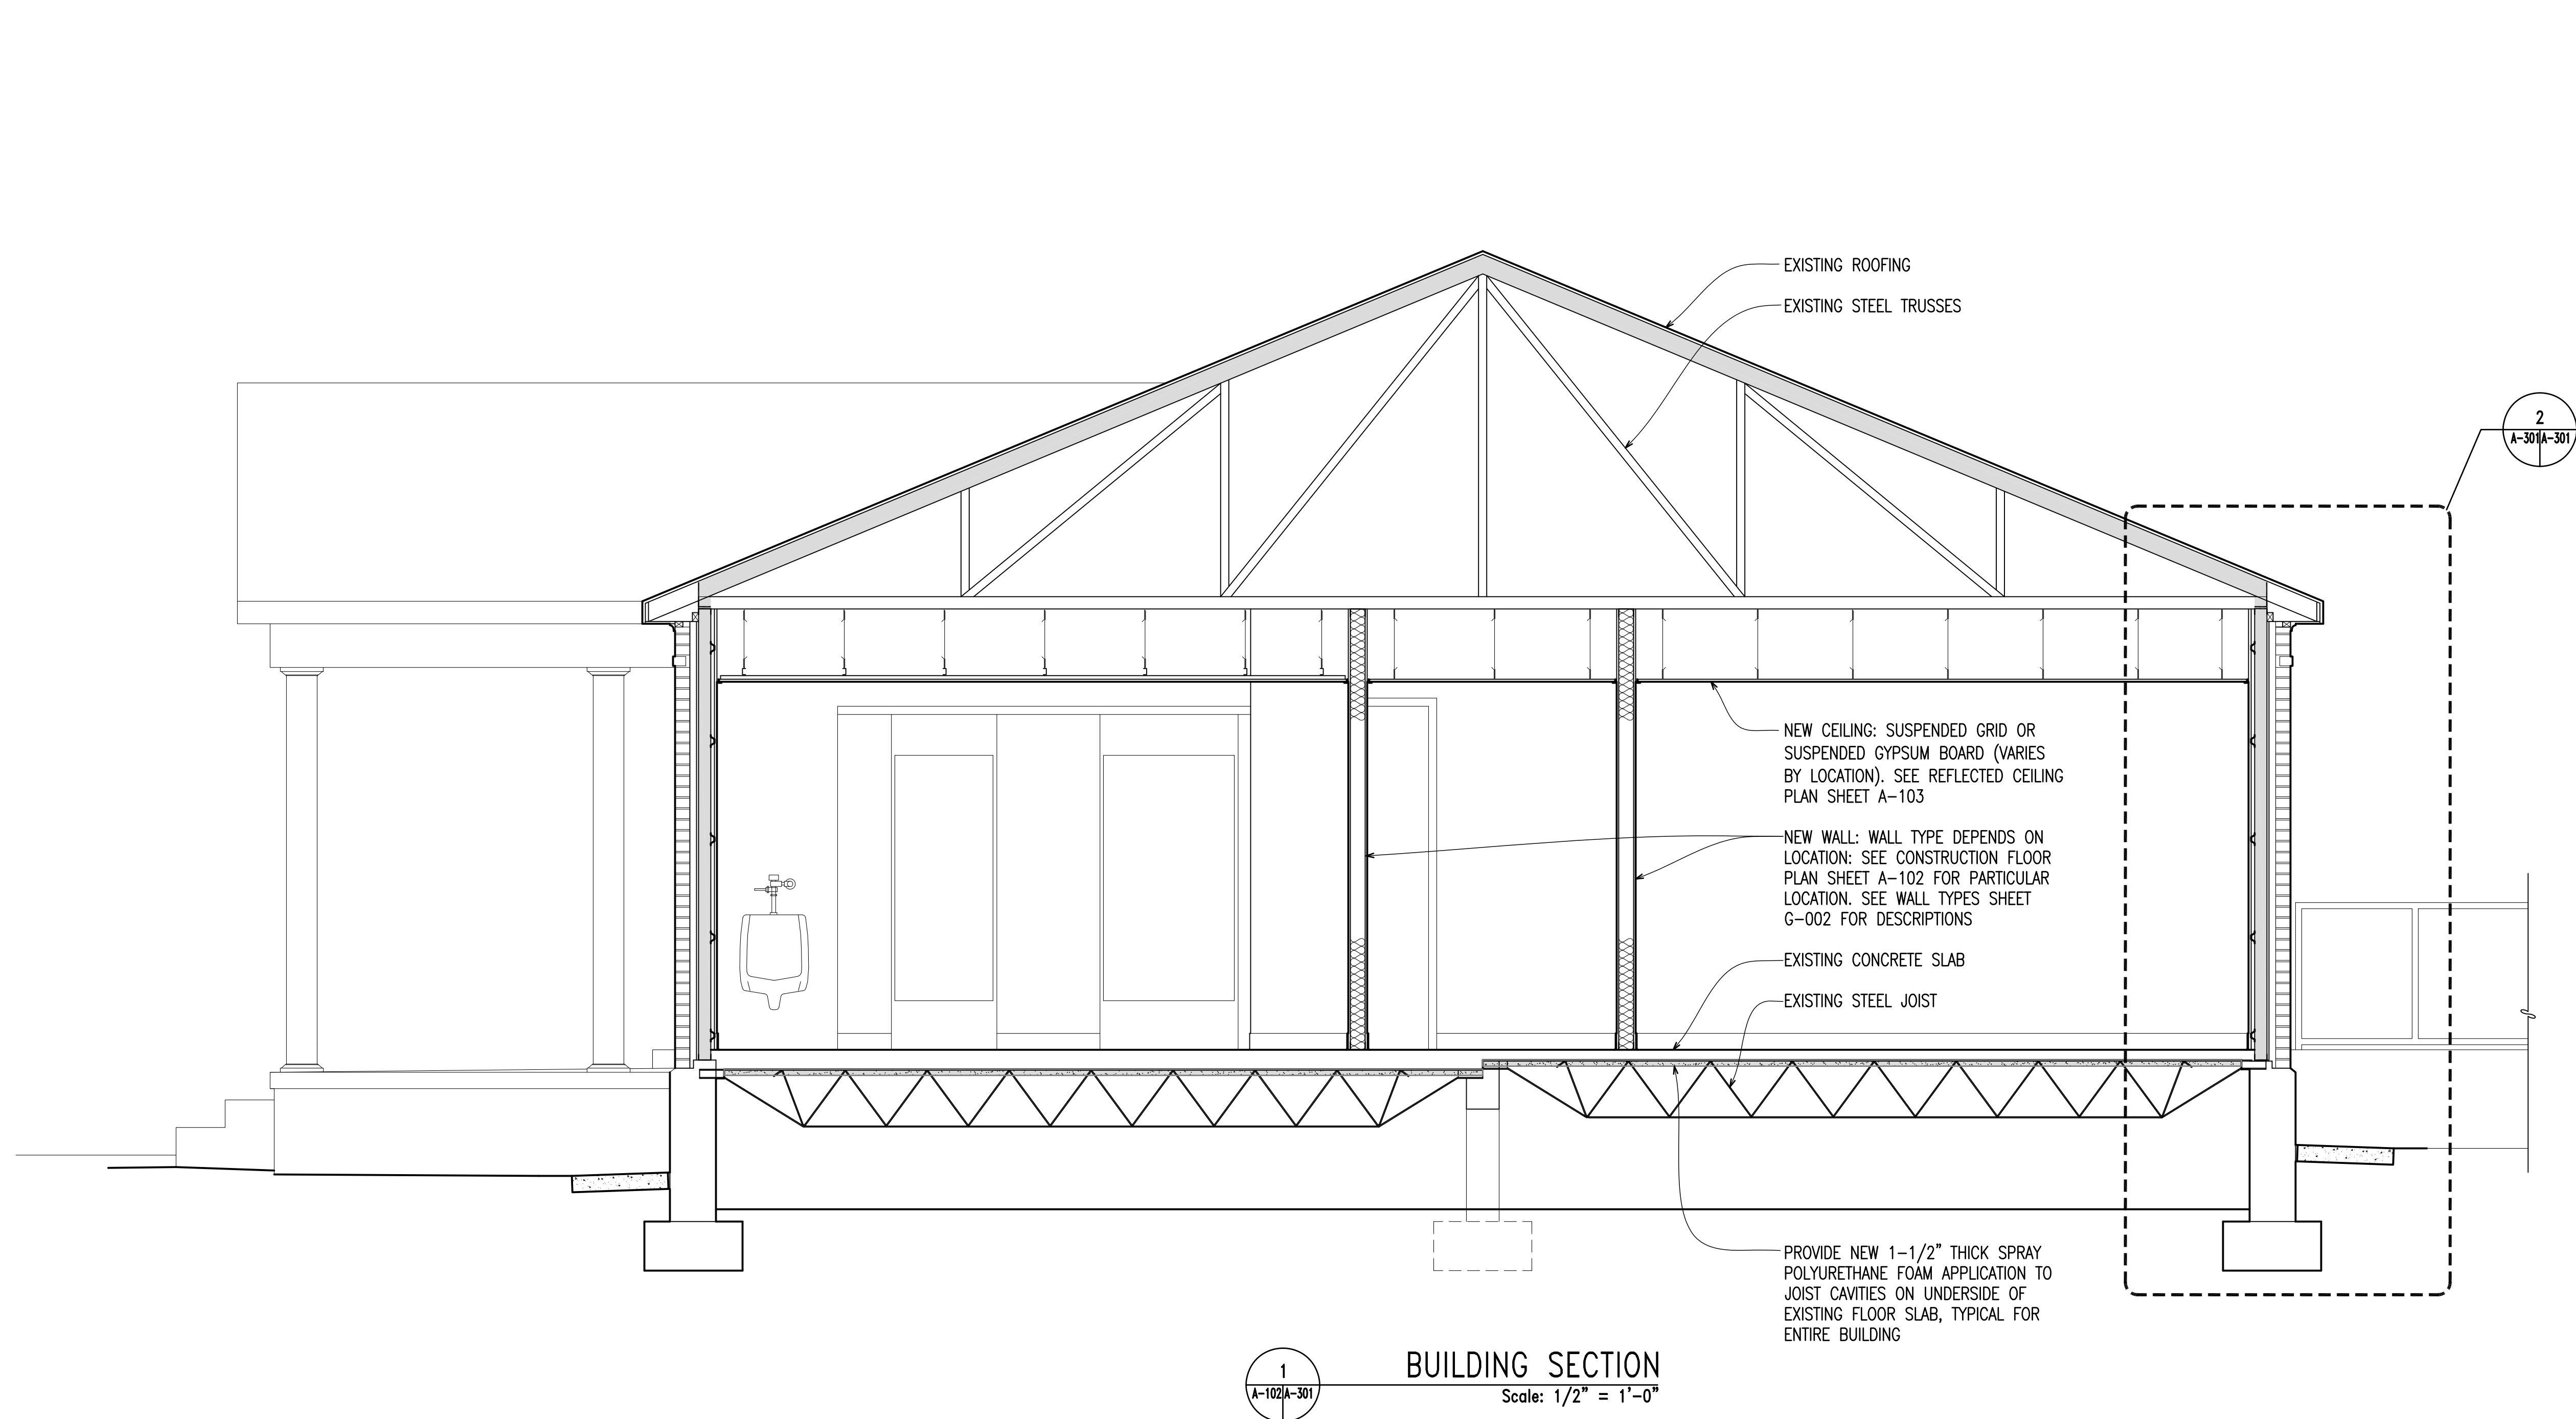 EXISTING ROOFING
EXISTING STEEL TRUSSES
2
A-301 A-301
NEW CEILING: SUSPENDED GRID OR
SUSPENDED GYPSUM BOARD (VARIES
BY LOCATION). SEE REFLECTED CEILING
PLAN SHEET A-103
NEW WALL: WALL TYPE DEPENDS ON
LOCATION: SEE CONSTRUCTION FLOOR
PLAN SHEET A-102 FOR PARTICULAR
LOCATION. SEE WALL TYPES SHEET
G-002 FOR DESCRIPTIONS
EXISTING CONCRETE SLAB
EXISTING STEEL JOIST
PROVIDE NEW 1-1/2" THICK SPRAY
POLYURETHANE FOAM APPLICATION TO
JOIST CAVITIES ON UNDERSIDE OF
EXISTING FLOOR SLAB, TYPICAL FOR
ENTIRE BUILDING
1
A-102 A-301
BUILDING SECTION
Scale: 1/2" = 1'-0"